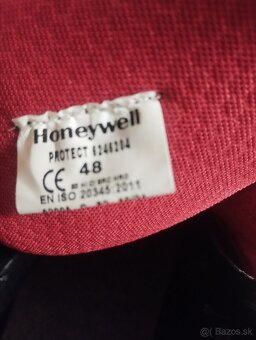 Honeywell
PROTECT 6246204
CE 48
EN ISO 20345:2011
© Bazos.sk